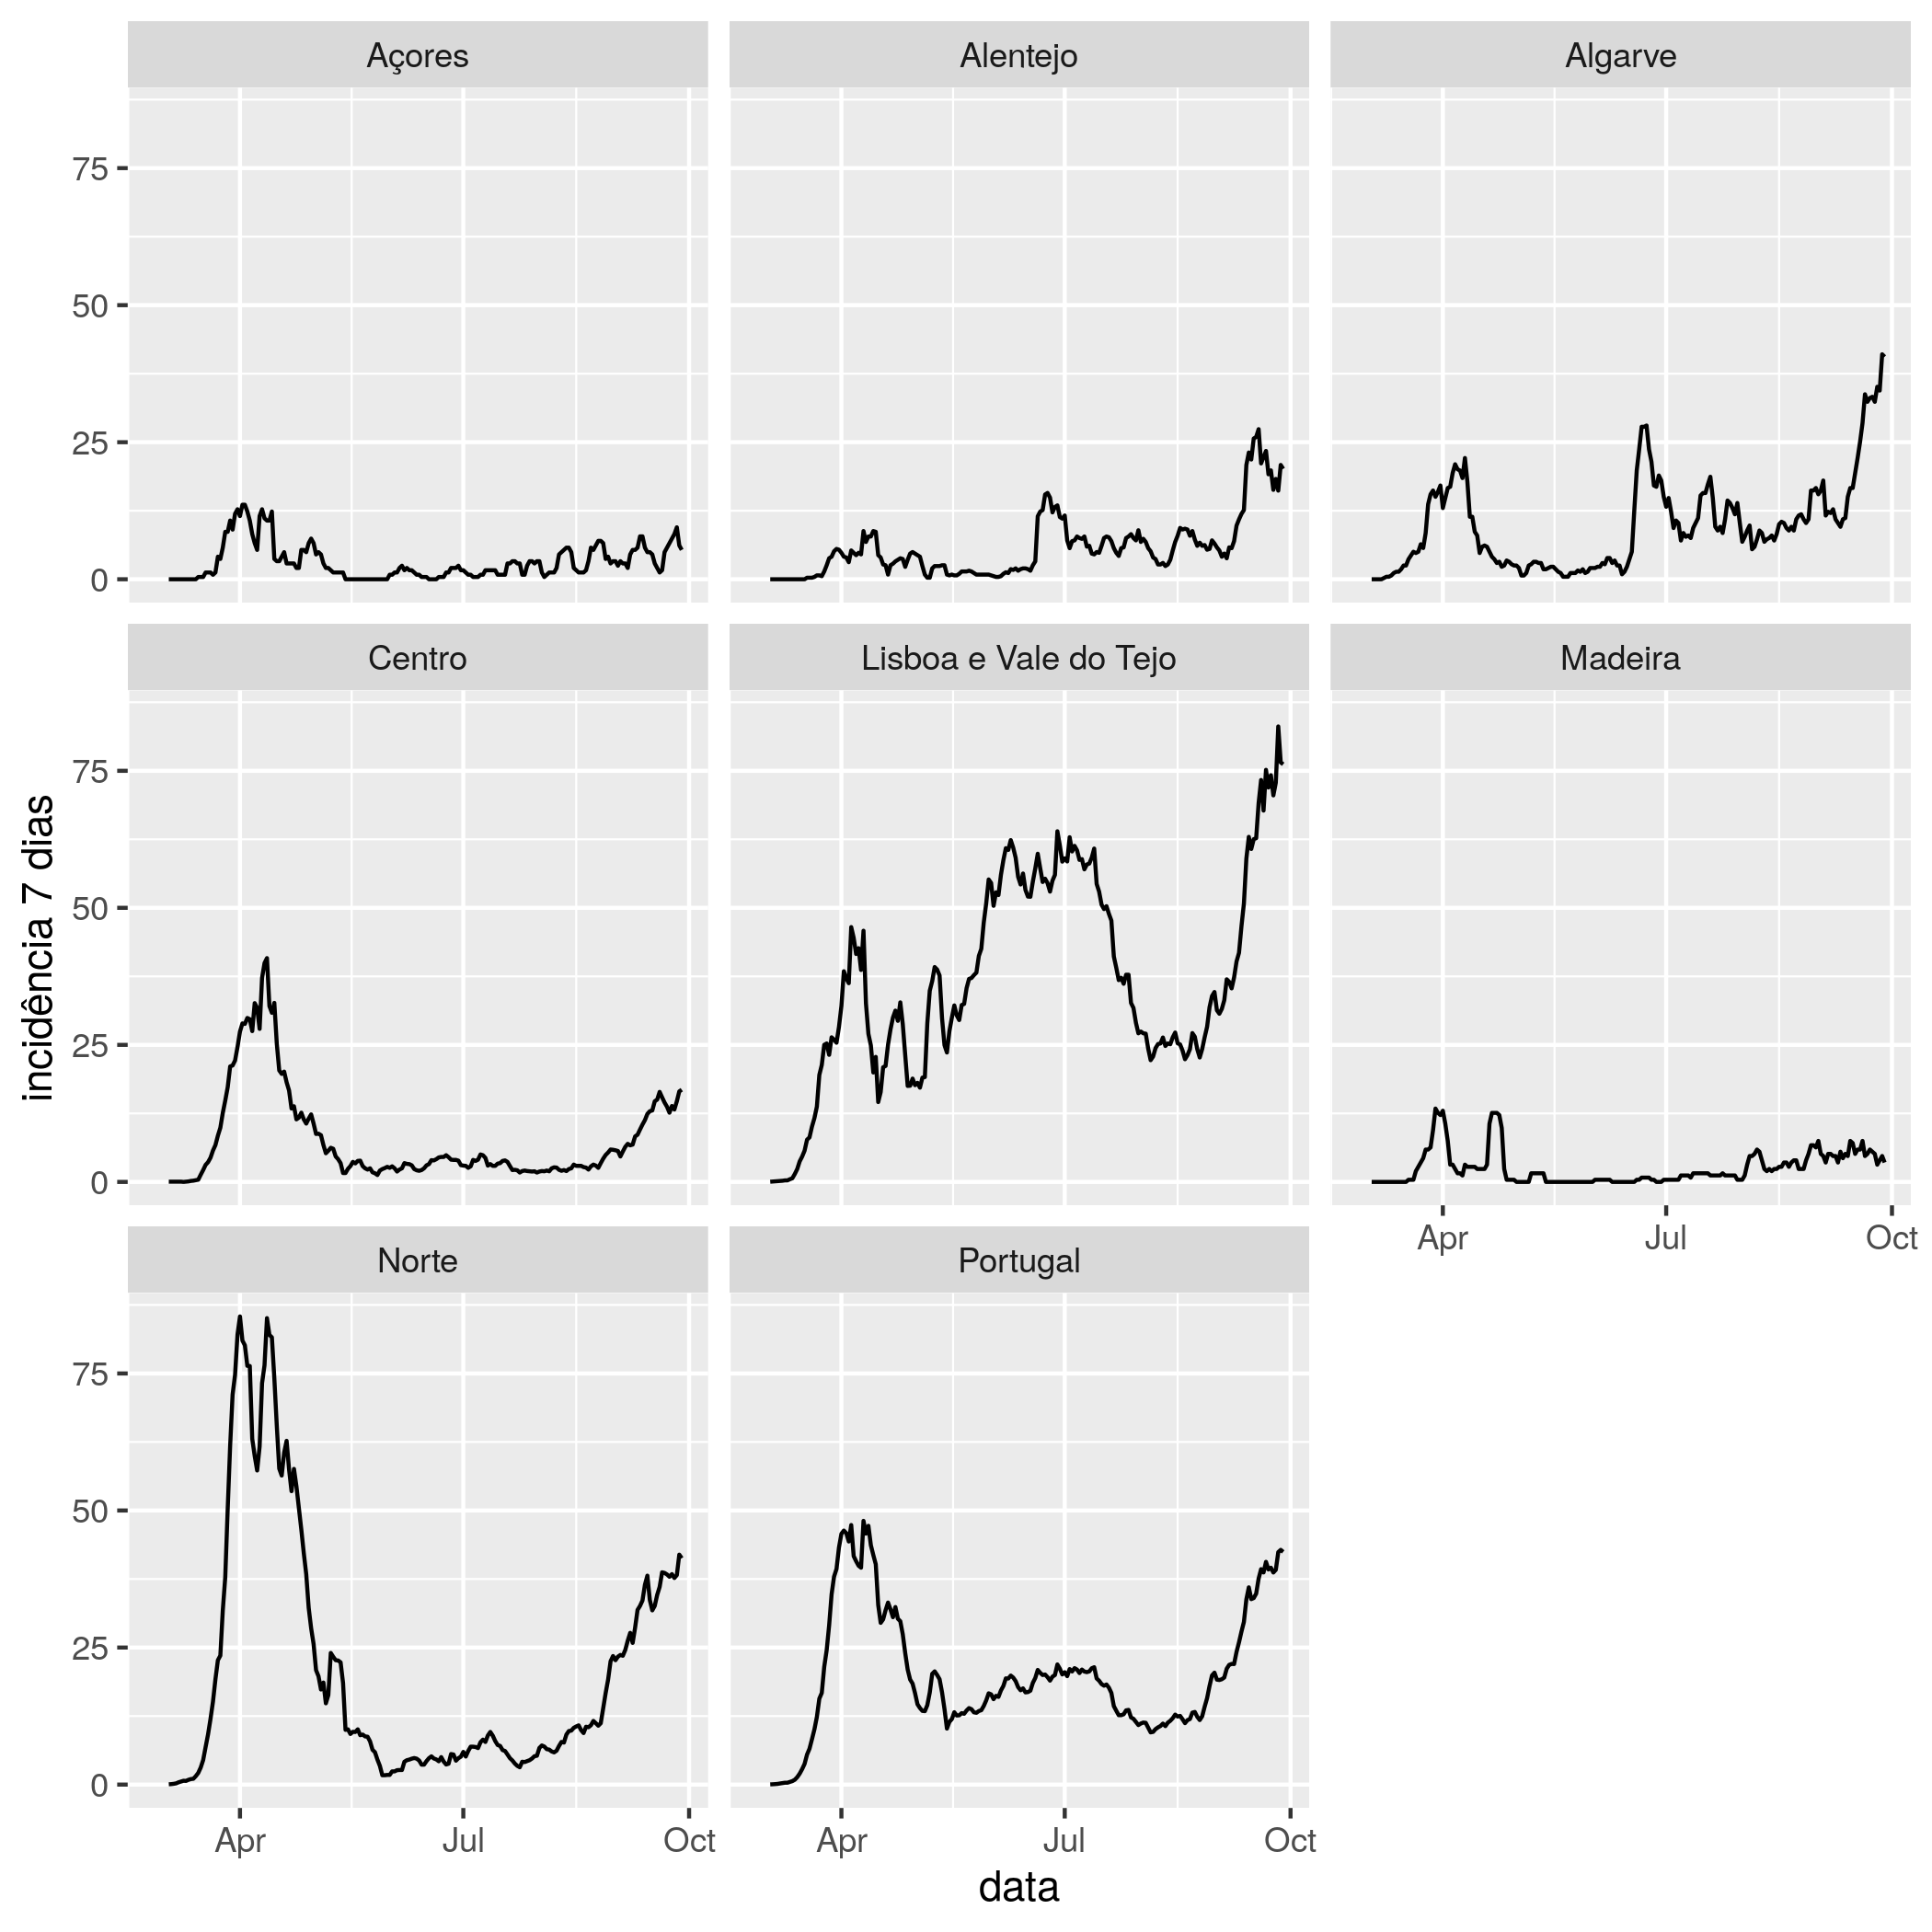 Açores
Alentejo
Algarve
75
50
25
0
Centro
Lisboa e Vale do Tejo
Madeira
75
50
25
0
Apr
Jul
Oct
Norte
Portugal
75
50
25
0
Apr
Jul
Oct
Apr
Jul
Oct
data
incidência 7 dias